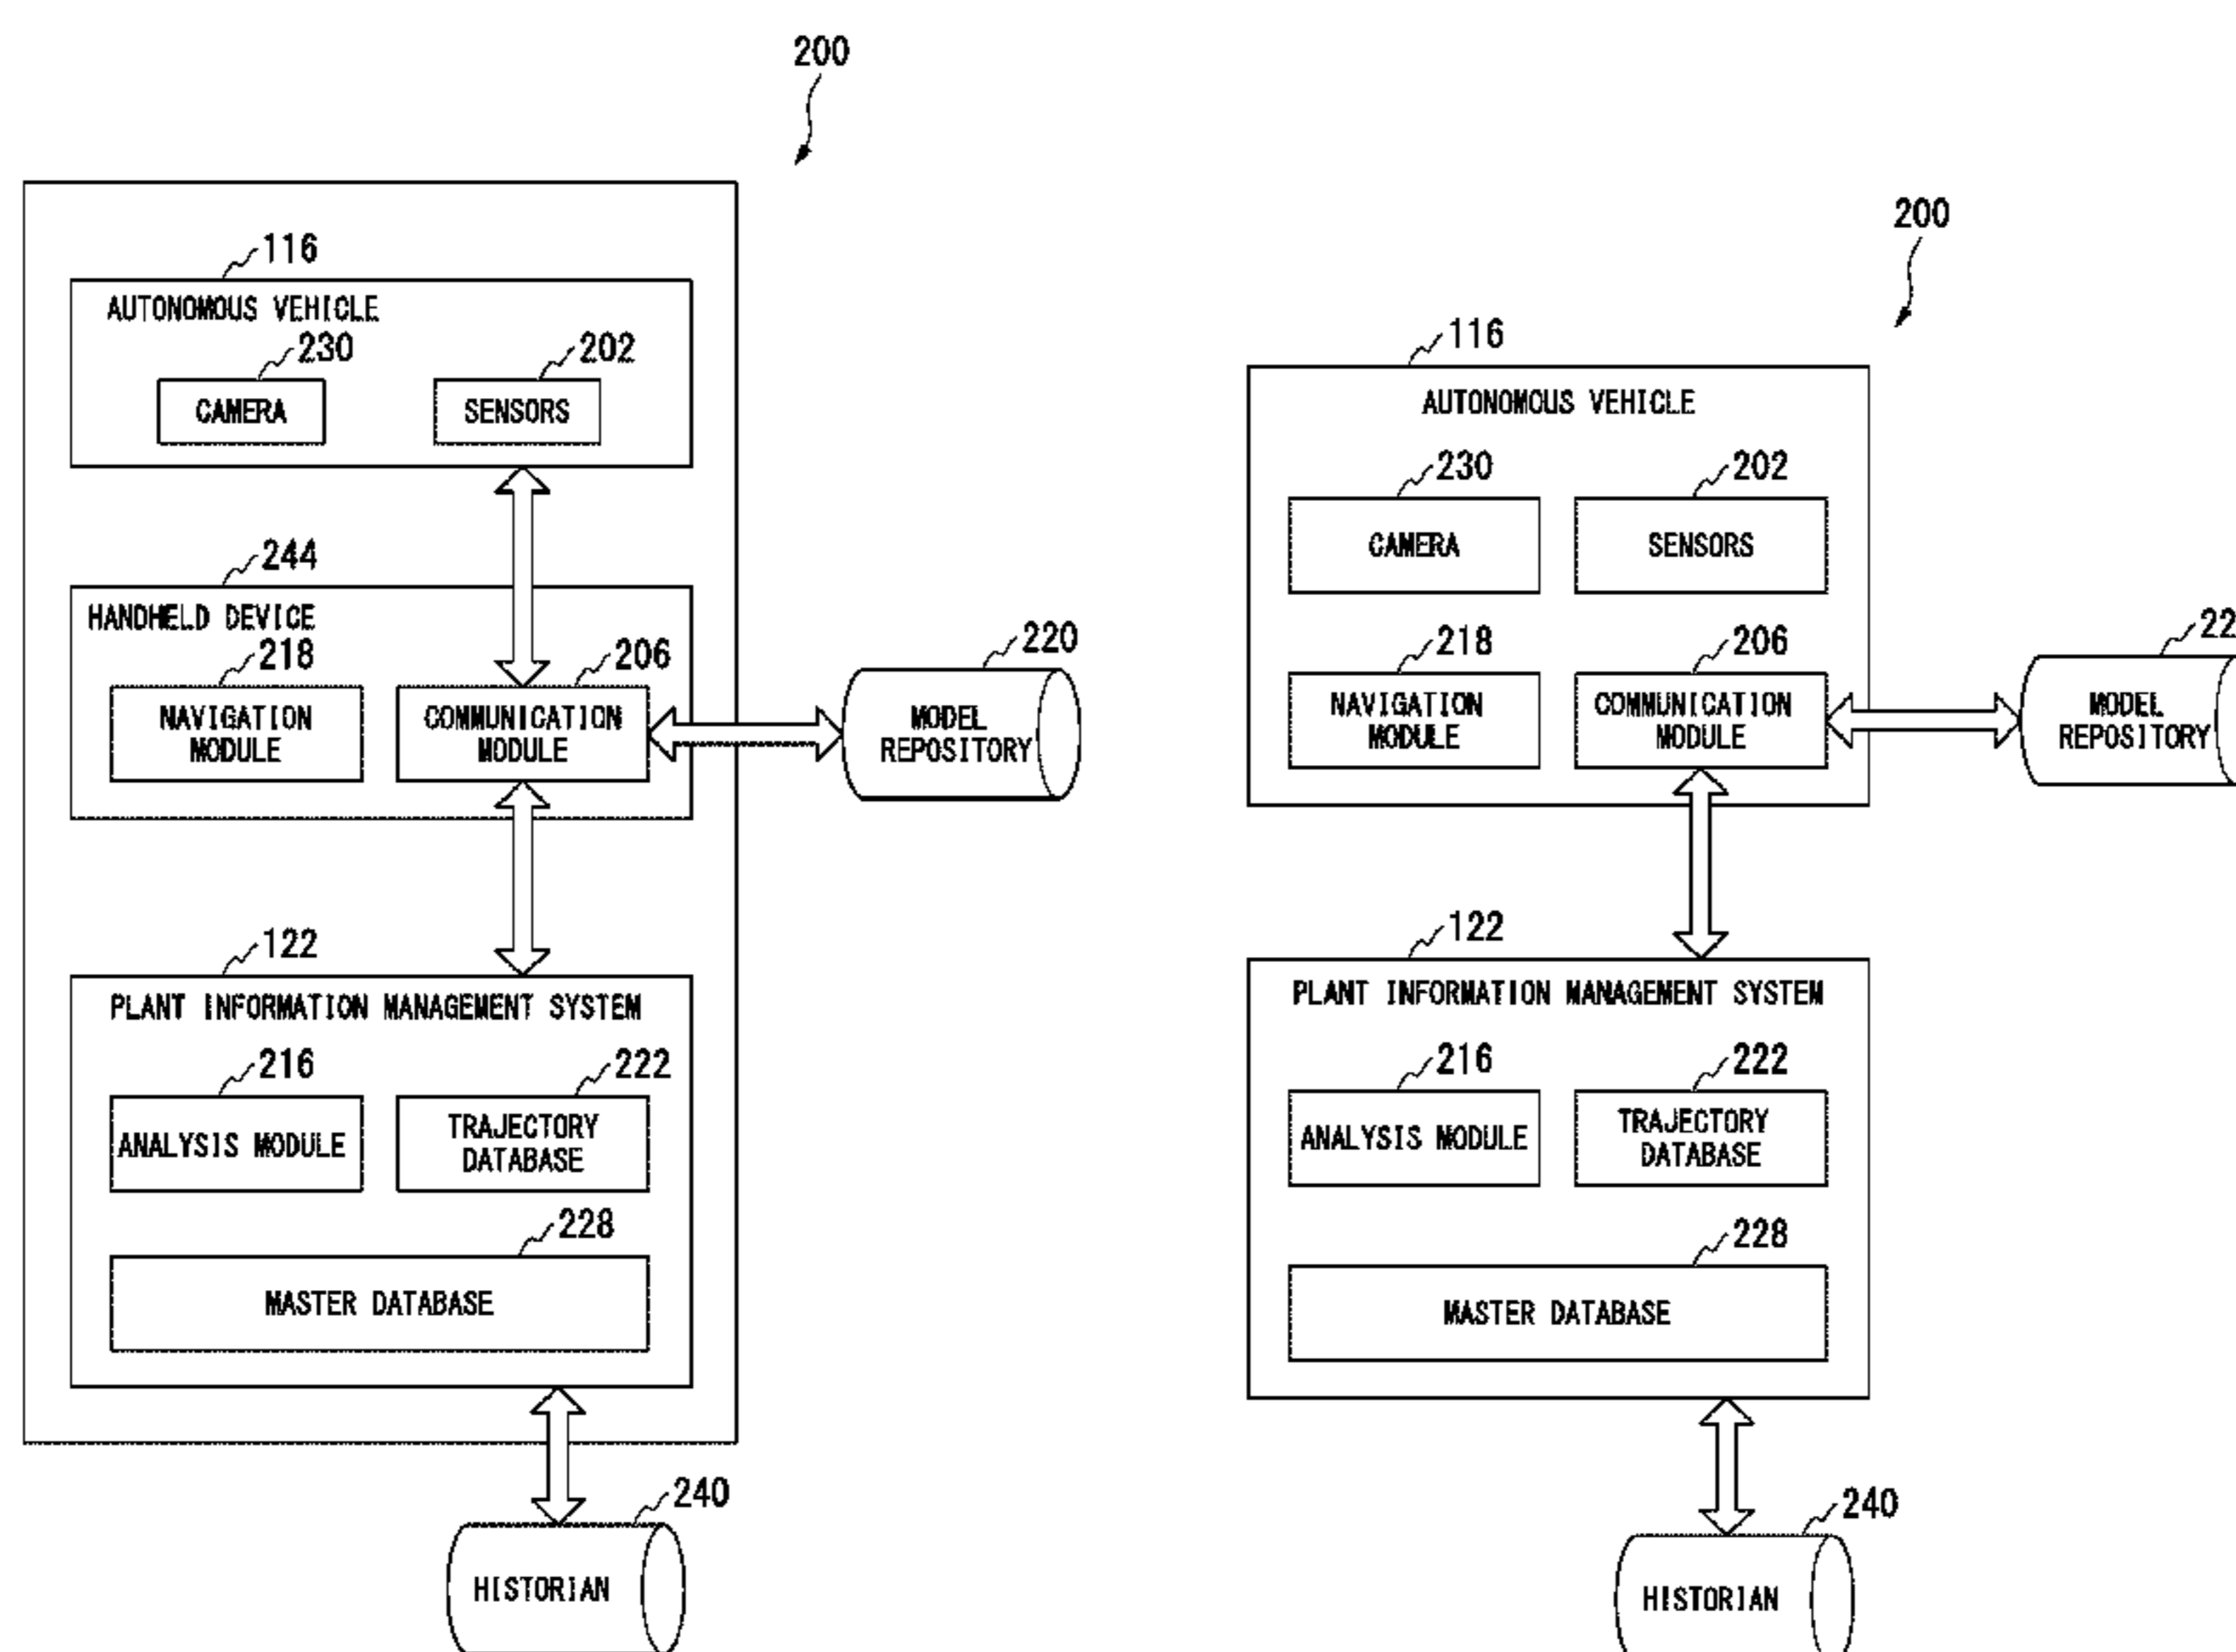 200
116
AUTONOMOUS VEHICLE
230
202
CAMERA
SENSORS
244
HANDHELD DEVICE
218
206
NAVIGATION
MODULE
COMMUNICATION
MODULE
220
MODEL
REPOSITORY
122
PLANT INFORMATION MANAGEMENT SYSTEM
216
222
ANALYSIS MODULE
TRAJECTORY
DATABASE
228
MASTER DATABASE
240
HISTORIAN
200
116
AUTONOMOUS VEHICLE
230
202
CAMERA
SENSORS
218
206
NAVIGATION
MODULE
COMMUNICATION
MODULE
22
MODEL
REPOSITORY
122
PLANT INFORMATION MANAGEMENT SYSTEM
216
222
ANALYSIS MODULE
TRAJECTORY
DATABASE
228
MASTER DATABASE
240
HISTORIAN